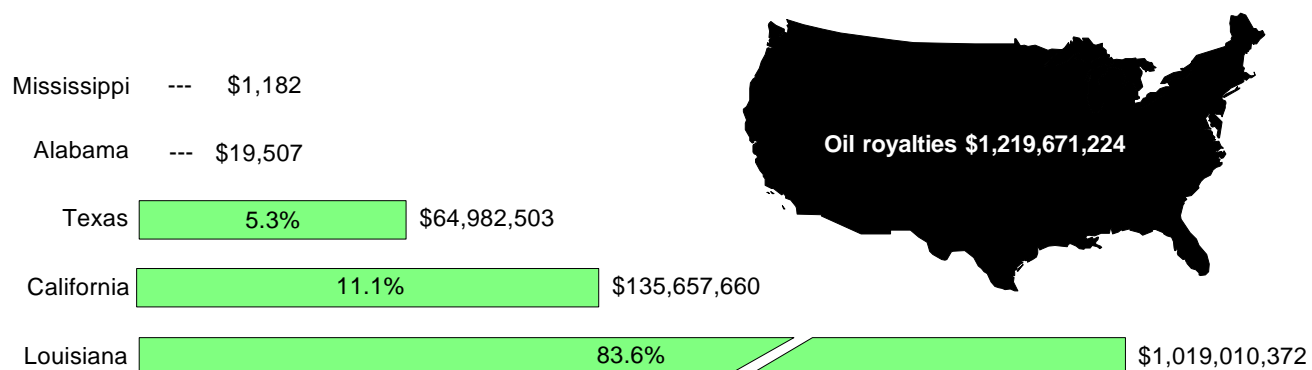 Mississippi --- $1,182
Alabama --- $19,507
Oil royalties $1,219,671,224
Texas 5.3% $64,982,503
California 11.1% $135,657,660
Louisiana 83.6% $1,019,010,372